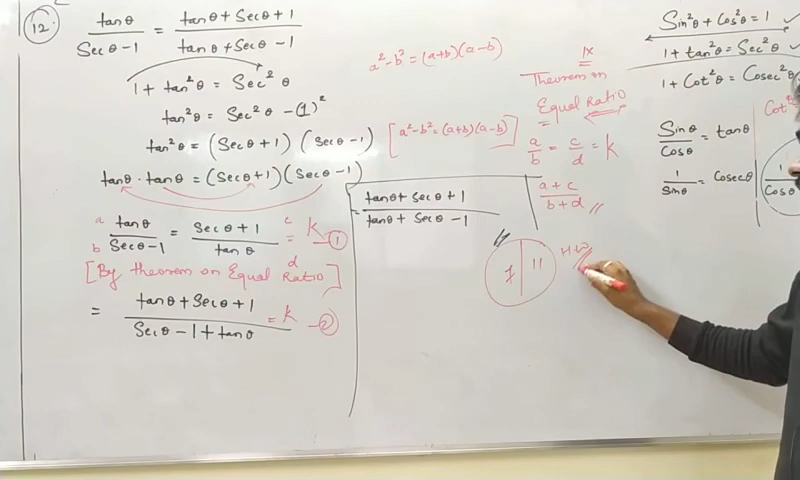 12
tanθ / Secθ-1 = tanθ + Secθ + 1 / tanθ + Secθ - 1
1 + tan²θ = Sec²θ
tan²θ = Sec²θ - (1)²
tan²θ = (Secθ+1) (Secθ-1) [a²-b² = (a+b)(a-b)]
tanθ · tanθ = (Secθ+1) (Secθ-1)
a tanθ / b Secθ-1 = Secθ+1 c / tanθ d = k — 1
[By theorem on Equal Ratio]
= tanθ + Secθ + 1 / Secθ - 1 + tanθ = k — 2
= tanθ + Secθ + 1 / tanθ + Secθ - 1
a²-b² = (a+b)(a-b)
IX
Theorem on
Equal Ratio
=
a/b = c/d = k
a+c / b+d //
7 | 11
HW
Sin²θ + Cos²θ = 1
1 + tan²θ = Sec²θ
1 + Cot²θ = Cosec²θ
Sinθ / Cosθ = tanθ
1 / Sinθ = Cosecθ
1 / Cosθ